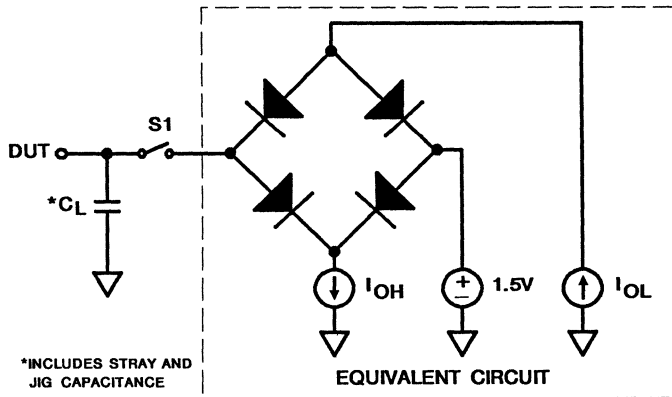 S1
DUT
*CL
IOH
+
−
1.5V
IOL
*INCLUDES STRAY AND
JIG CAPACITANCE
EQUIVALENT CIRCUIT